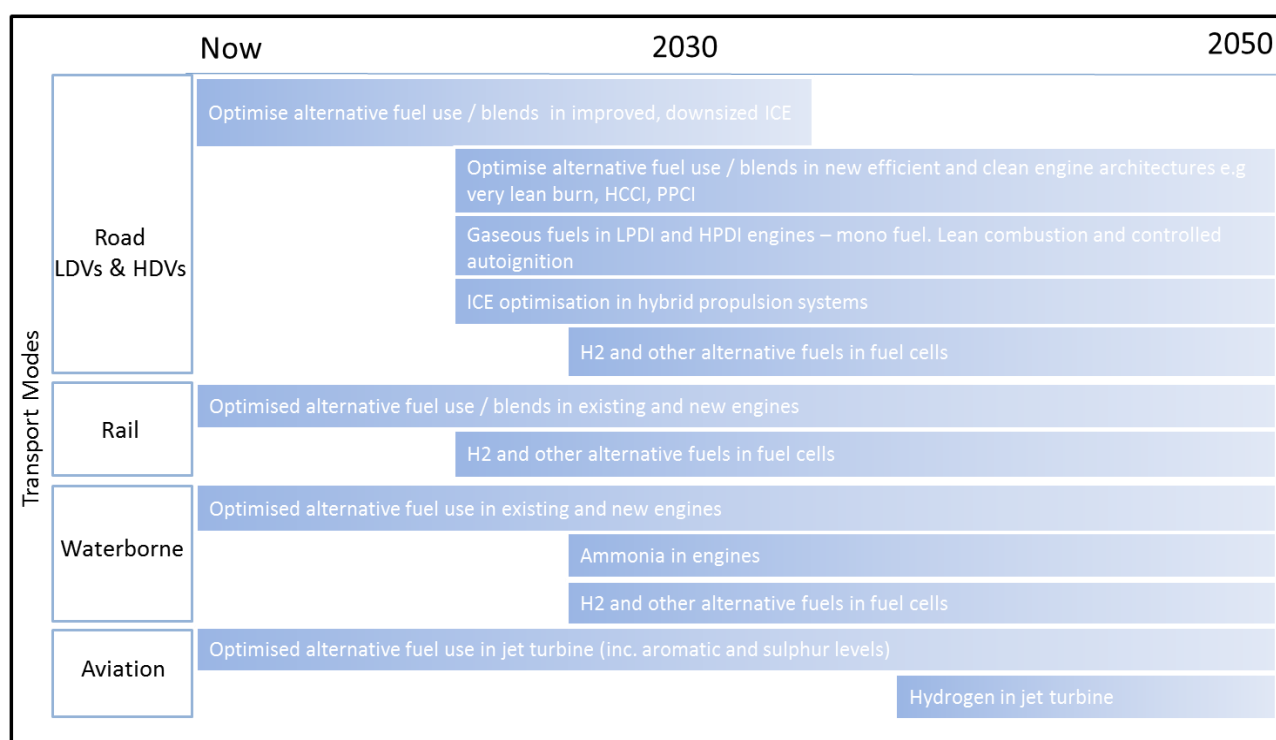 Now
2030
2050
Transport Modes
Road
LDVs & HDVs
Optimise alternative fuel use / blends  in improved, downsized ICE
Optimise alternative fuel use / blends in new efficient and clean engine architectures e.g
very lean burn, HCCI, PPCI
Gaseous fuels in LPDI and HPDI engines – mono fuel. Lean combustion and controlled
autoignition
ICE optimisation in hybrid propulsion systems
H2 and other alternative fuels in fuel cells
Rail
Optimised alternative fuel use / blends in existing and new engines
H2 and other alternative fuels in fuel cells
Waterborne
Optimised alternative fuel use in existing and new engines
Ammonia in engines
H2 and other alternative fuels in fuel cells
Aviation
Optimised alternative fuel use in jet turbine (inc. aromatic and sulphur levels)
Hydrogen in jet turbine